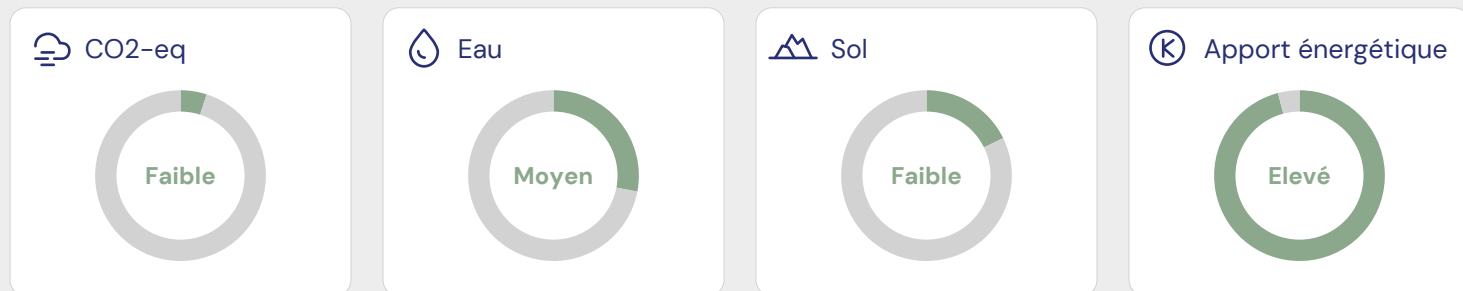 CO2-eq
Faible
Eau
Moyen
Sol
Faible
Apport énergétique
Elevé